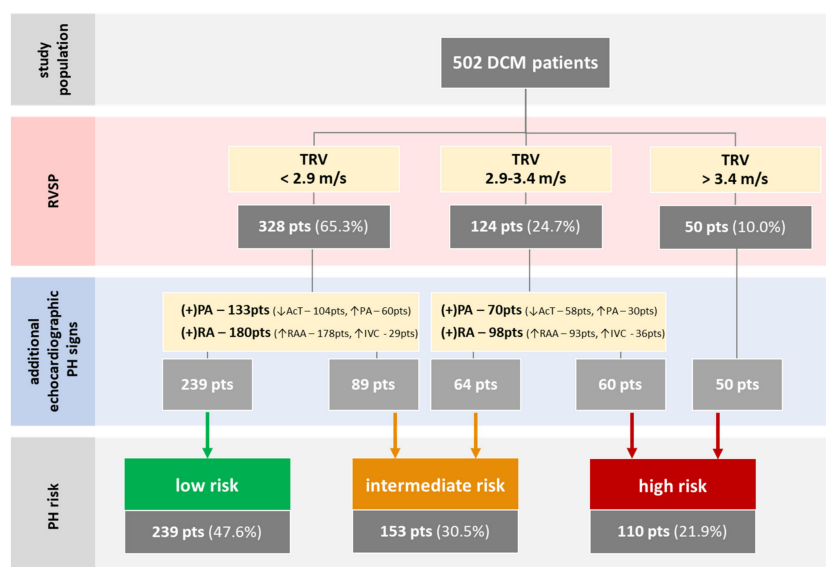 study
population
502 DCM patients
RVSP
TRV
< 2.9 m/s
TRV
2.9-3.4 m/s
TRV
> 3.4 m/s
328 pts (65.3%)
124 pts (24.7%)
50 pts (10.0%)
additional
echocardiographic
PH signs
(+)PA – 133pts (↓AcT – 104pts, ↑PA – 60pts)
(+)RA – 180pts (↑RAA – 178pts, ↑IVC - 29pts)
(+)PA – 70pts (↓AcT – 58pts, ↑PA – 30pts)
(+)RA – 98pts (↑RAA – 93pts, ↑IVC - 36pts)
239 pts
89 pts
64 pts
60 pts
50 pts
PH risk
low risk
intermediate risk
high risk
239 pts (47.6%)
153 pts (30.5%)
110 pts (21.9%)